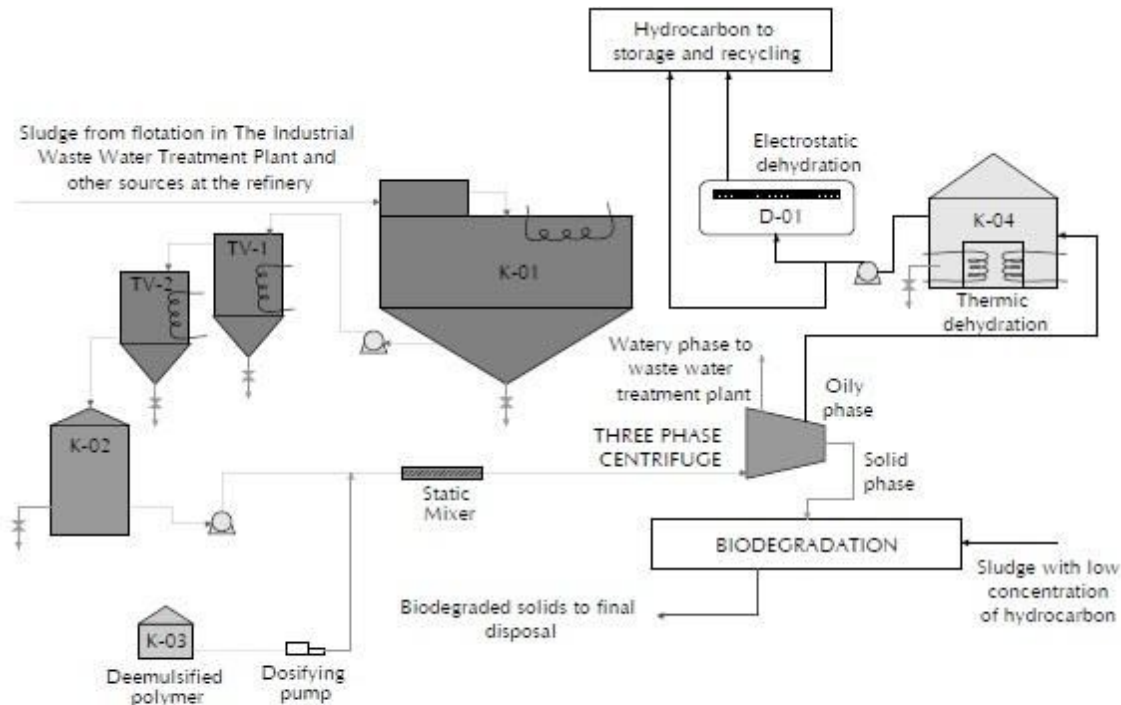 Hydrocarbon to
storage and recycling
Sludge from flotation in The Industrial
Waste Water Treatment Plant and
other sources at the refinery
Electrostatic
dehydration
D-01
K-04
Thermic
dehydration
TV-1
TV-2
K-01
K-02
Watery phase to
waste water
treatment plant
Oily
phase
THREE PHASE
CENTRIFUGE
Solid
phase
Static
Mixer
BIODEGRADATION
Sludge with low
concentration
of hydrocarbon
Biodegraded solids to final
disposal
K-03
Deemulsified
polymer
Dosifying
pump